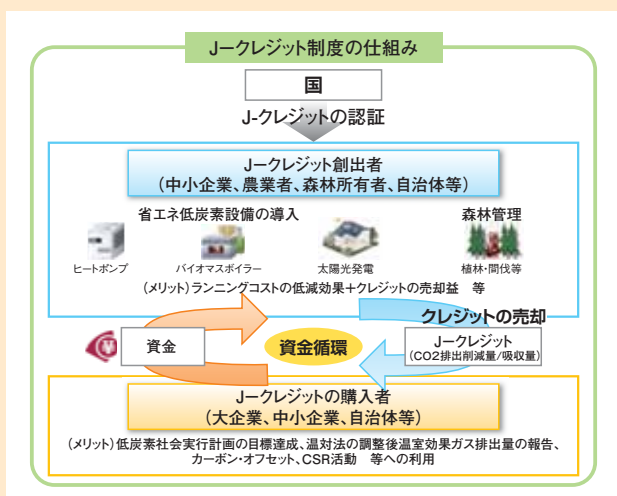 Jークレジット制度の仕組み
国
J-クレジットの認証
Jークレジット創出者
(中小企業、農業者、森林所有者、自治体等)
省エネ低炭素設備の導入
森林管理
ヒートポンプ
バイオマスボイラー
太陽光発電
植林・間伐等
(メリット)ランニングコストの低減効果+クレジットの売却益 等
クレジットの売却
¥
資金
資金循環
Jークレジット
(CO2排出削減量/吸収量)
Jークレジットの購入者
(大企業、中小企業、自治体等)
(メリット)低炭素社会実行計画の目標達成、温対法の調整後温室効果ガス排出量の報告、
カーボン・オフセット、CSR活動 等への利用